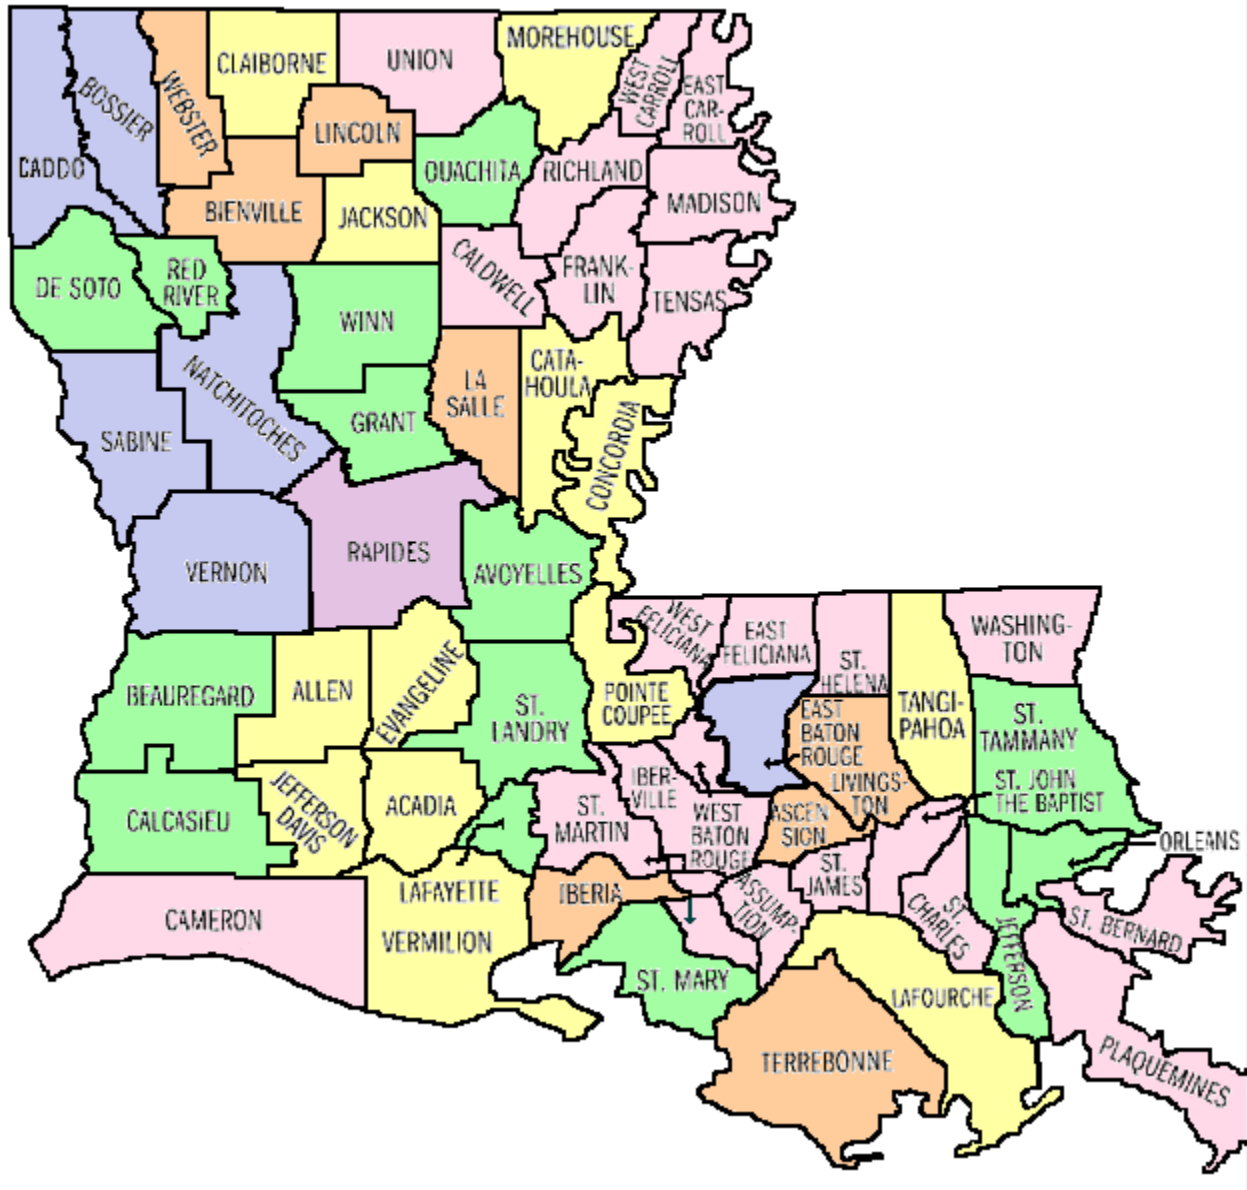 CLAIBORNE
UNION
MOREHOUSE
WEST
CARROLL
EAST
CAR-
ROLL
WEBSTER
BOSSIER
CADDO
LINCOLN
OUACHITA
RICHLAND
MADISON
BIENVILLE
JACKSON
CALDWELL
FRANK-
LIN
TENSAS
DE SOTO
RED
RIVER
WINN
NATCHITOCHES
SABINE
GRANT
LA
SALLE
CATA-
HOULA
CONCORDIA
VERNON
RAPIDES
AVOYELLES
WEST
FELICIANA
EAST
FELICIANA
ST.
HELENA
WASHING-
TON
BEAUREGARD
ALLEN
EVANGELINE
ST.
LANDRY
POINTE
COUPEE
EAST
BATON
ROUGE
TANGI-
PAHOA
ST.
TAMMANY
LIVINGS-
TON
ST. JOHN
THE BAPTIST
CALCASIEU
JEFFERSON
DAVIS
ACADIA
ST.
MARTIN
IBER-
VILLE
WEST
BATON
ROUGE
ASCEN
SION
ORLEANS
ST.
JAMES
LAFAYETTE
IBERIA
ASSUMP-
TION
ST.
CHARLES
JEFFERSON
ST. BERNARD
CAMERON
VERMILION
ST. MARY
LAFOURCHE
TERREBONNE
PLAQUEMINES